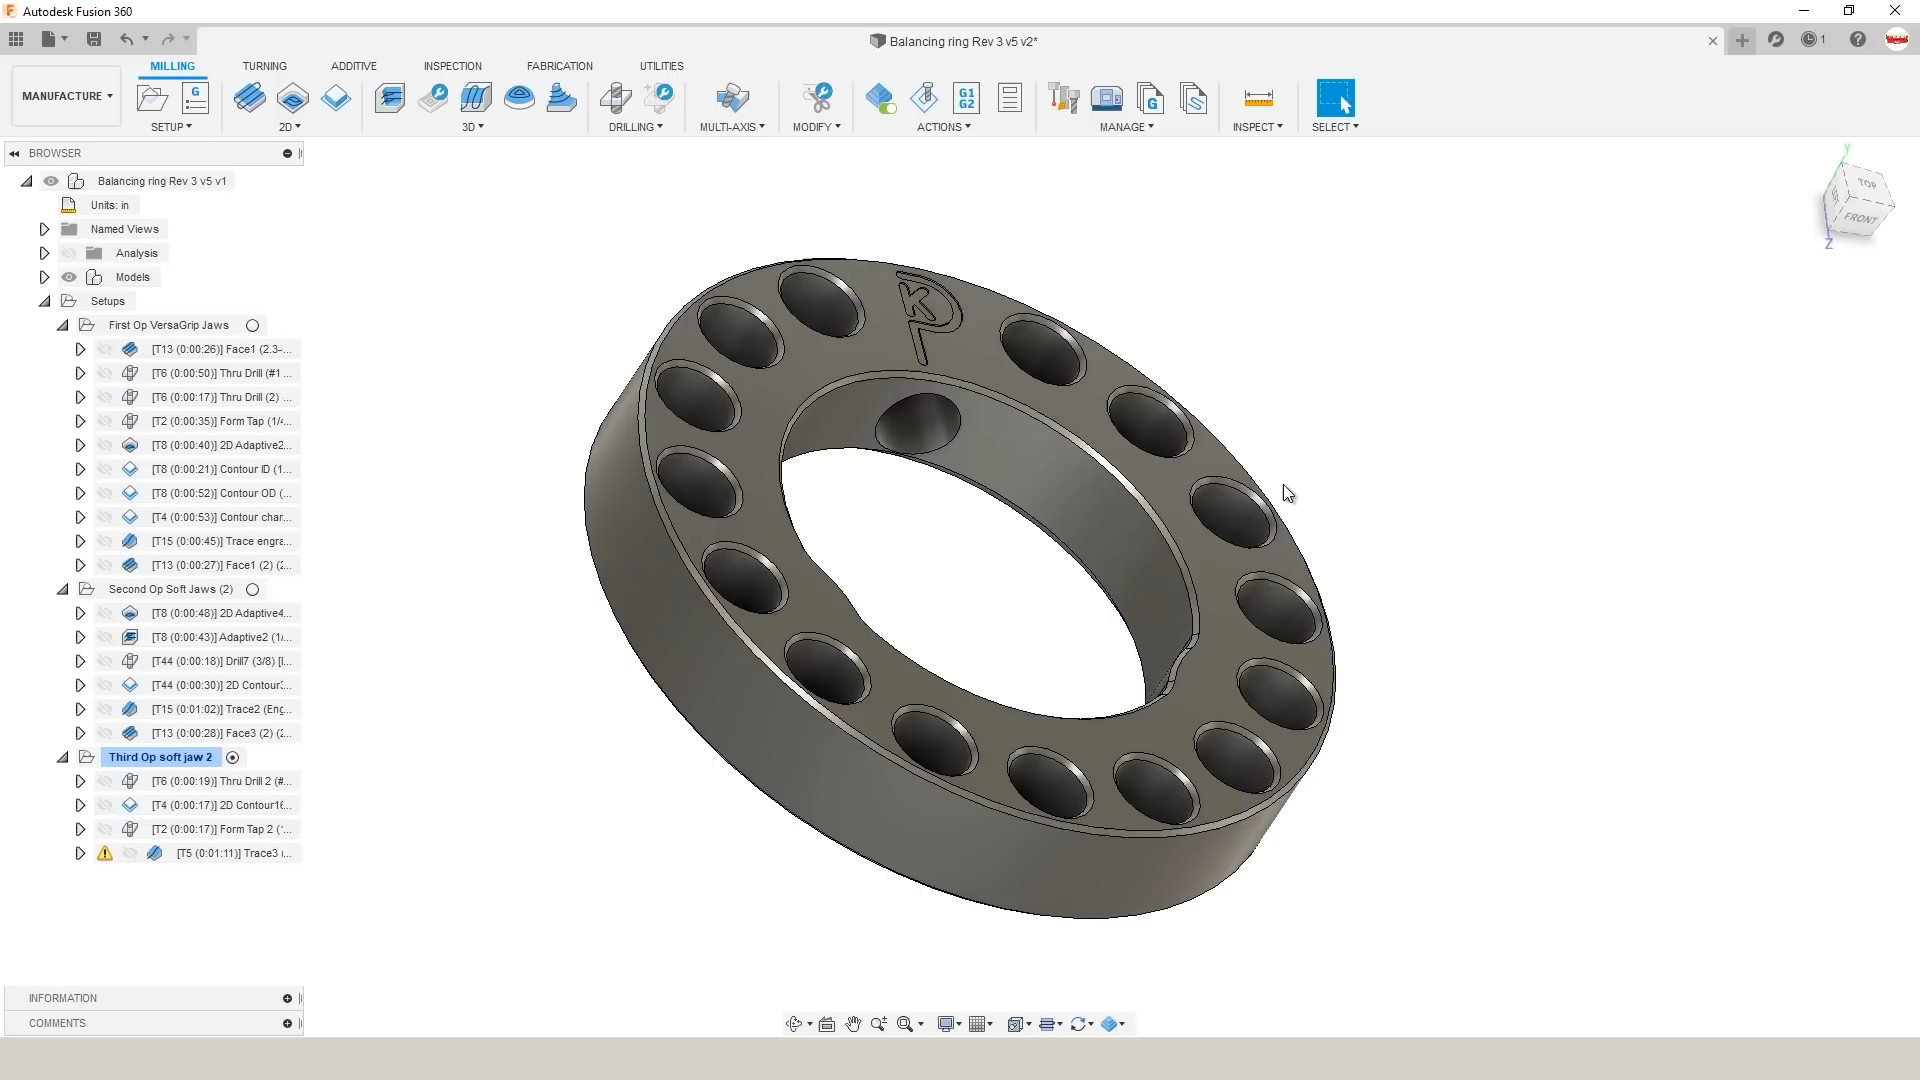 Autodesk Fusion 360
Balancing ring Rev 3 v5 v2*
1
MILLING TURNING ADDITIVE INSPECTION FABRICATION UTILITIES
MANUFACTURE
G
G1
G2
G
SETUP 2D 3D DRILLING MULTI-AXIS MODIFY ACTIONS MANAGE INSPECT SELECT
BROWSER
Balancing ring Rev 3 v5 v1
Units: in
Named Views
Analysis
Models
Setups
First Op VersaGrip Jaws
[T13 (0:00:26)] Face1 (2.3-...
[T6 (0:00:50)] Thru Drill (#1 ...
[T6 (0:00:17)] Thru Drill (2) ...
[T2 (0:00:35)] Form Tap (1/4...
[T8 (0:00:40)] 2D Adaptive2...
[T8 (0:00:21)] Contour ID (1...
[T8 (0:00:52)] Contour OD (...
[T4 (0:00:53)] Contour char...
[T15 (0:00:45)] Trace engra...
[T13 (0:00:27)] Face1 (2) (2...
Second Op Soft Jaws (2)
[T8 (0:00:48)] 2D Adaptive4...
[T8 (0:00:43)] Adaptive2 (1/...
[T44 (0:00:18)] Drill7 (3/8) [I...
[T44 (0:00:30)] 2D Contour...
[T15 (0:01:02)] Trace2 (Eng...
[T13 (0:00:28)] Face3 (2) (2...
Third Op soft jaw 2
[T6 (0:00:19)] Thru Drill 2 (#...
[T4 (0:00:17)] 2D Contour16...
[T2 (0:00:17)] Form Tap 2 (...
[T5 (0:01:11)] Trace3 ...
INFORMATION
COMMENTS
Y
TOP
FRONT
Z